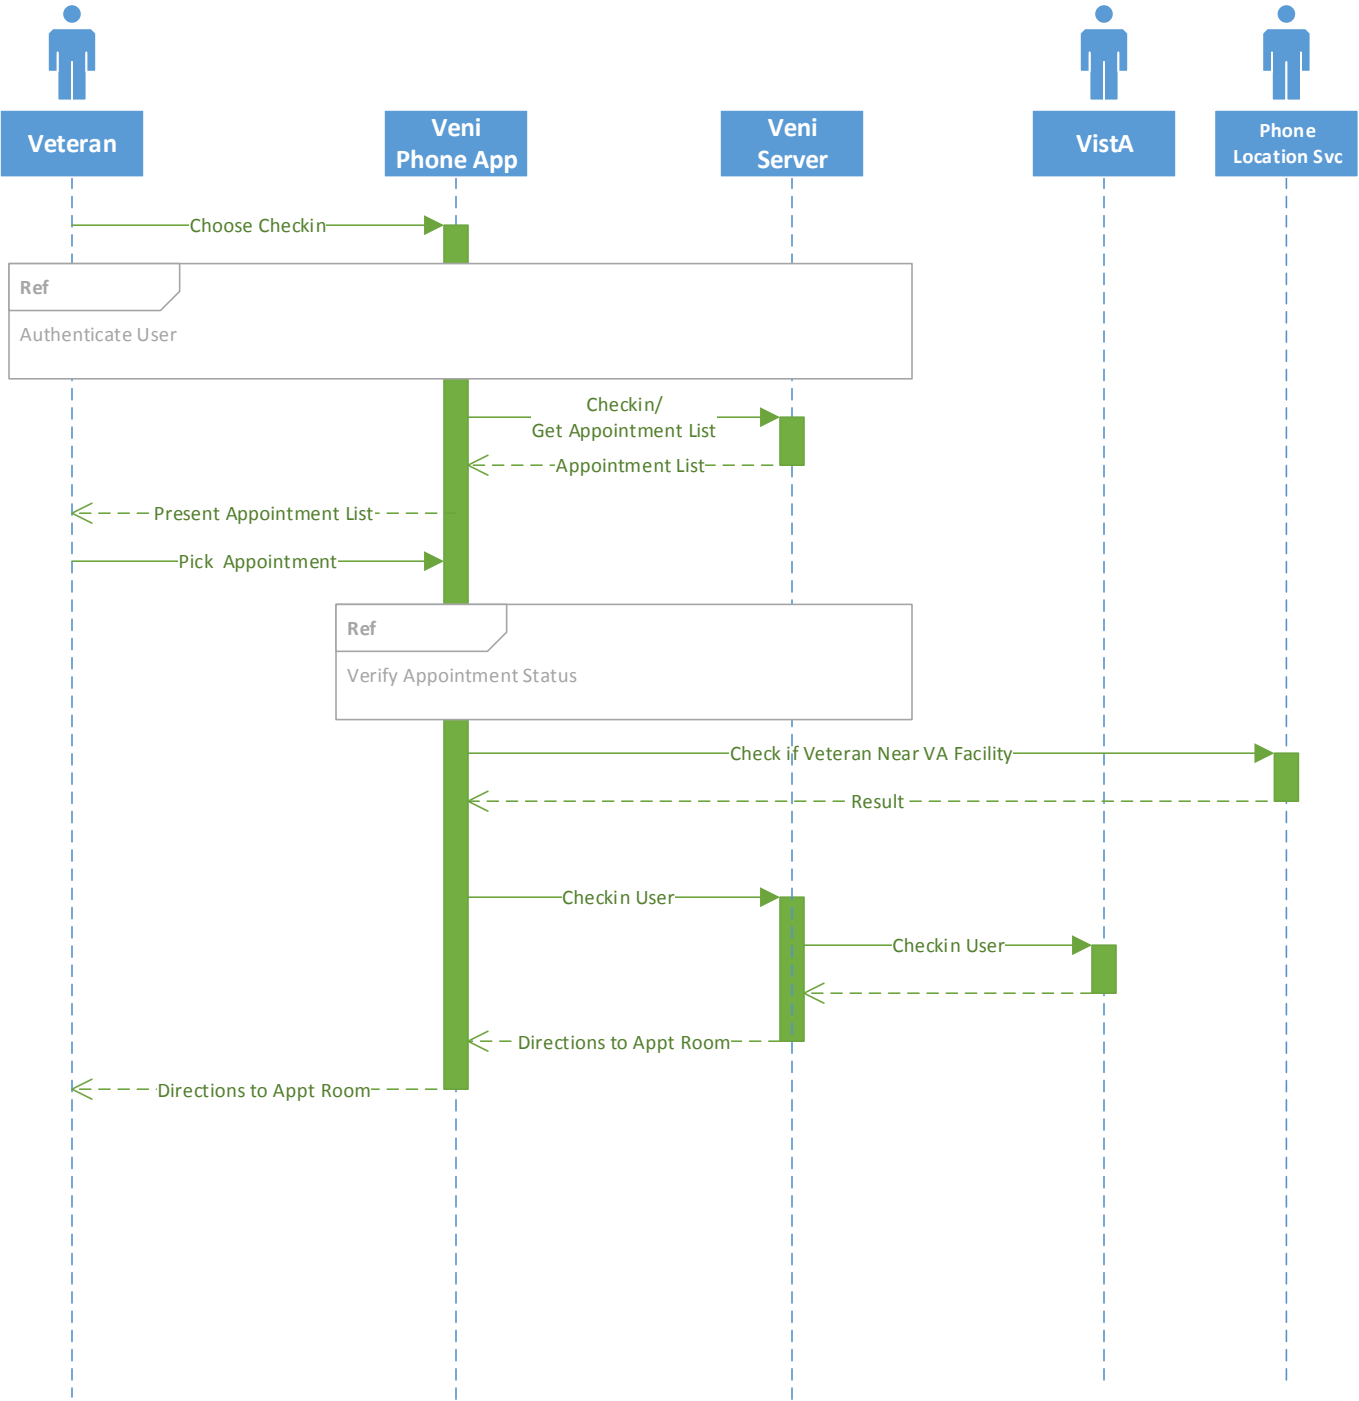 Veteran
Veni
Phone App
Veni
Server
VistA
Phone
Location Svc
Choose Checkin
Ref
Authenticate User
Checkin/
Get Appointment List
Appointment List
Present Appointment List
Pick Appointment
Ref
Verify Appointment Status
Check if Veteran Near VA Facility
Result
Checkin User
Checkin User
Directions to Appt Room
Directions to Appt Room